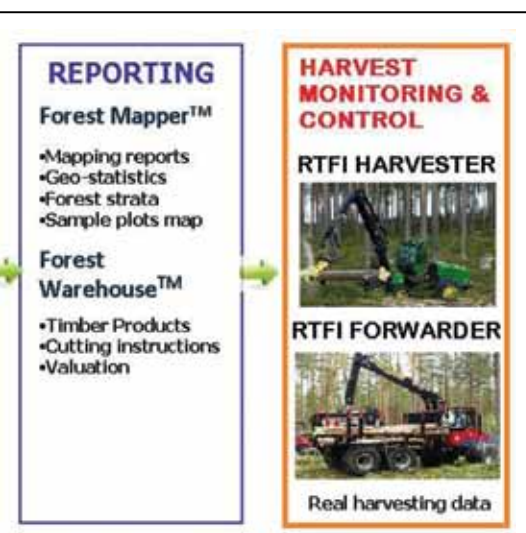 REPORTING
Forest Mapper™
•Mapping reports
•Geo-statistics
•Forest strata
•Sample plots map
Forest
Warehouse™
•Timber Products
•Cutting instructions
•Valuation
HARVEST
MONITORING &
CONTROL
RTFI HARVESTER
RTFI FORWARDER
Real harvesting data